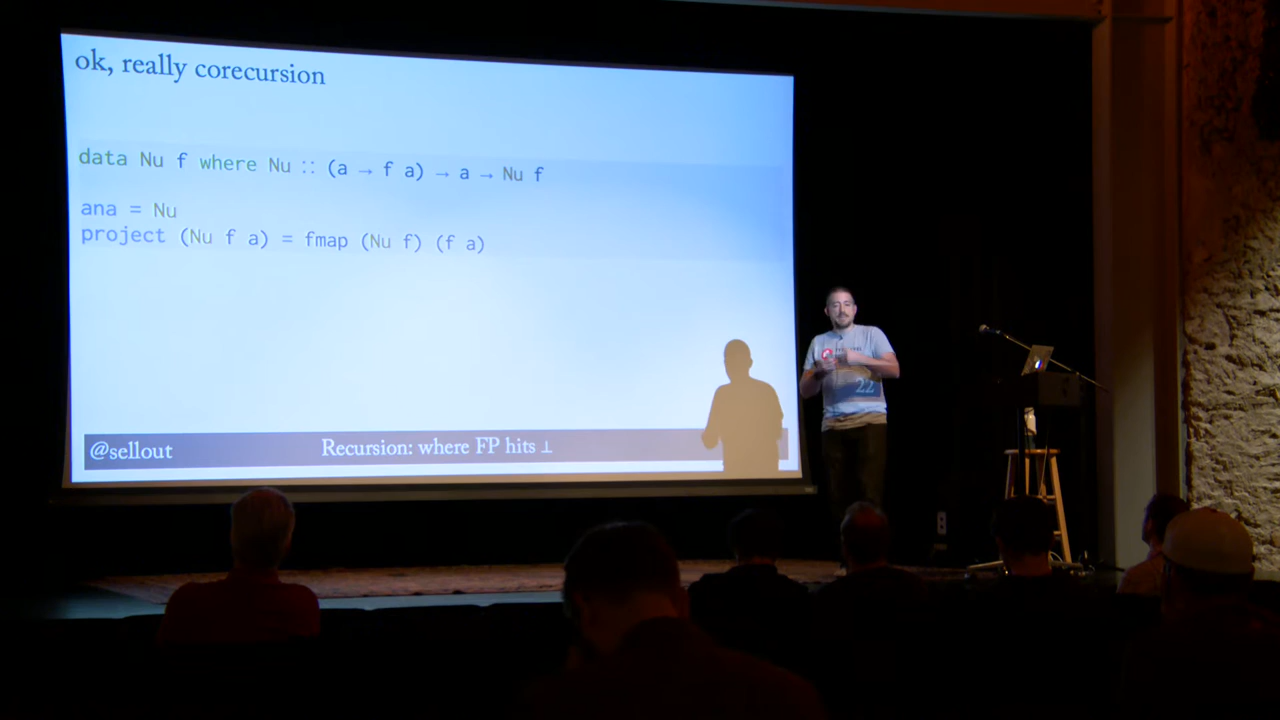 ok, really corecursion
data Nu f where Nu :: (a → f a) → a → Nu f
ana = Nu
project (Nu f a) = fmap (Nu f) (f a)
@sellout
Recursion: where FP hits ⊥
22